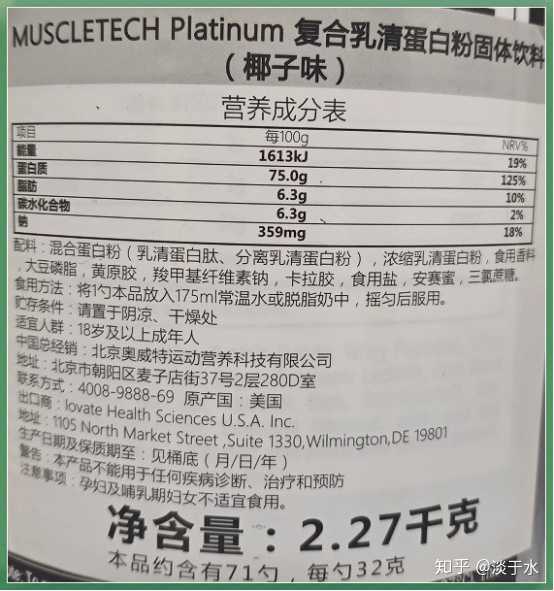 MUSCLETECH Platinum 复合乳清蛋白粉固体饮料
（椰子味）
营养成分表
项目 每100g NRV%
能量 1613kJ 19%
蛋白质 75.0g 125%
脂肪 6.3g 10%
碳水化合物 6.3g 2%
钠 359mg 18%
配料：混合蛋白粉（乳清蛋白肽、分离乳清蛋白粉），浓缩乳清蛋白粉，食用香料
，大豆磷脂，黄原胶，羧甲基纤维素钠，卡拉胶，食用盐，安赛蜜，三氯蔗糖。
食用方法：将1勺本品放入175ml常温水或脱脂奶中，摇匀后服用。
贮存条件：请置于阴凉、干燥处
适宜人群：18岁及以上成年人
中国总经销：北京奥威特运动营养科技有限公司
地址：北京市朝阳区麦子店街37号2层280D室
联系方式：4008-9888-69 原产国：美国
出口商：Iovate Health Sciences U.S.A. Inc.
地址：1105 North Market Street ,Suite 1330,Wilmington,DE 19801
生产日期及保质期至：见桶底（月/日/年）
警告：本产品不能用于任何疾病诊断、治疗和预防
注意事项：孕妇及哺乳期妇女不适宜食用。
净含量：2.27千克
本品约含有71勺，每勺32克
知乎 @淡于水